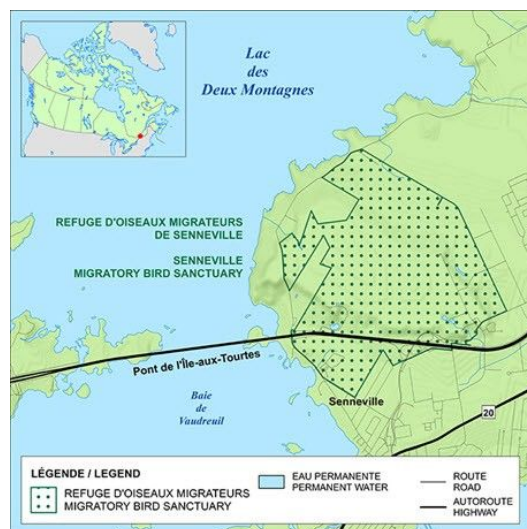 Lac
des
Deux Montagnes
REFUGE D'OISEAUX MIGRATEURS
DE SENNEVILLE
SENNEVILLE
MIGRATORY BIRD SANCTUARY
Pont de l'Île-aux-Tourtes
Baie
de
Vaudreuil
Senneville
20
LÉGENDE / LEGEND
REFUGE D'OISEAUX MIGRATEURS
MIGRATORY BIRD SANCTUARY
EAU PERMANENTE
PERMANENT WATER
ROUTE
ROAD
AUTOROUTE
HIGHWAY